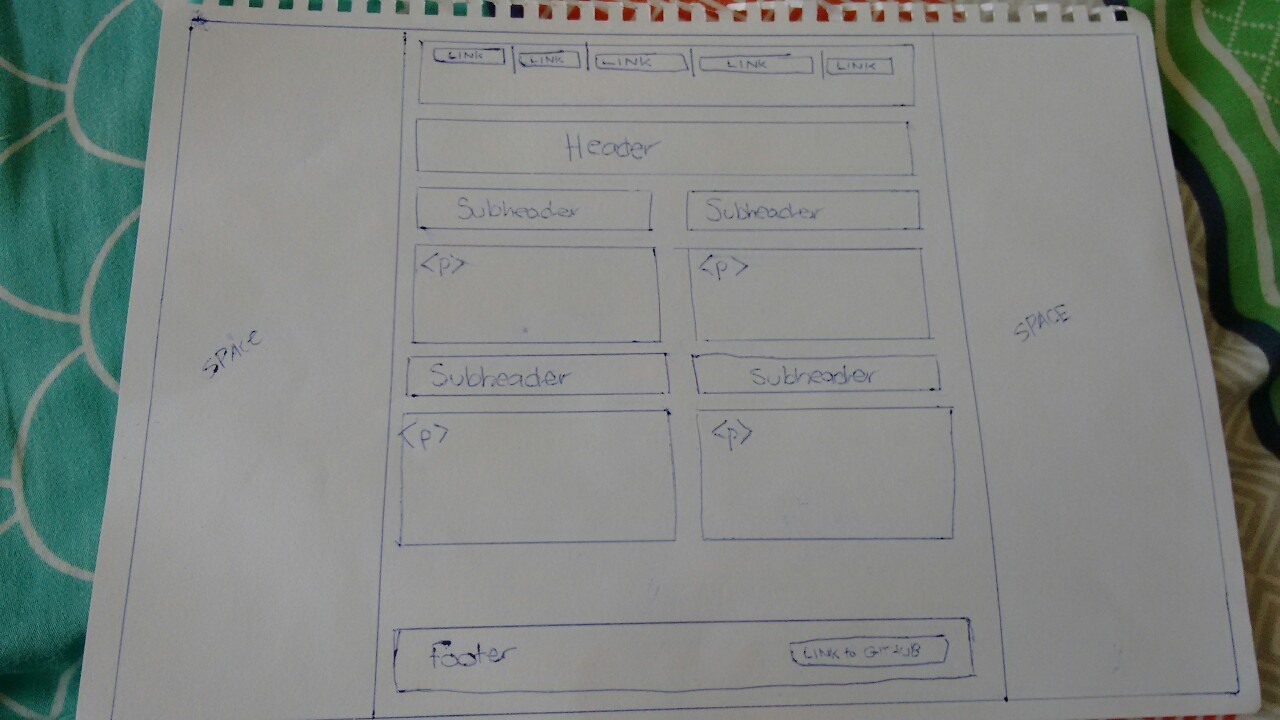 LINK LINK LINK LINK LINK
Header
Subheader Subheader
<p> <p>
SPACE SPACE
Subheader Subheader
<p> <p>
footer LINK to GITHUB